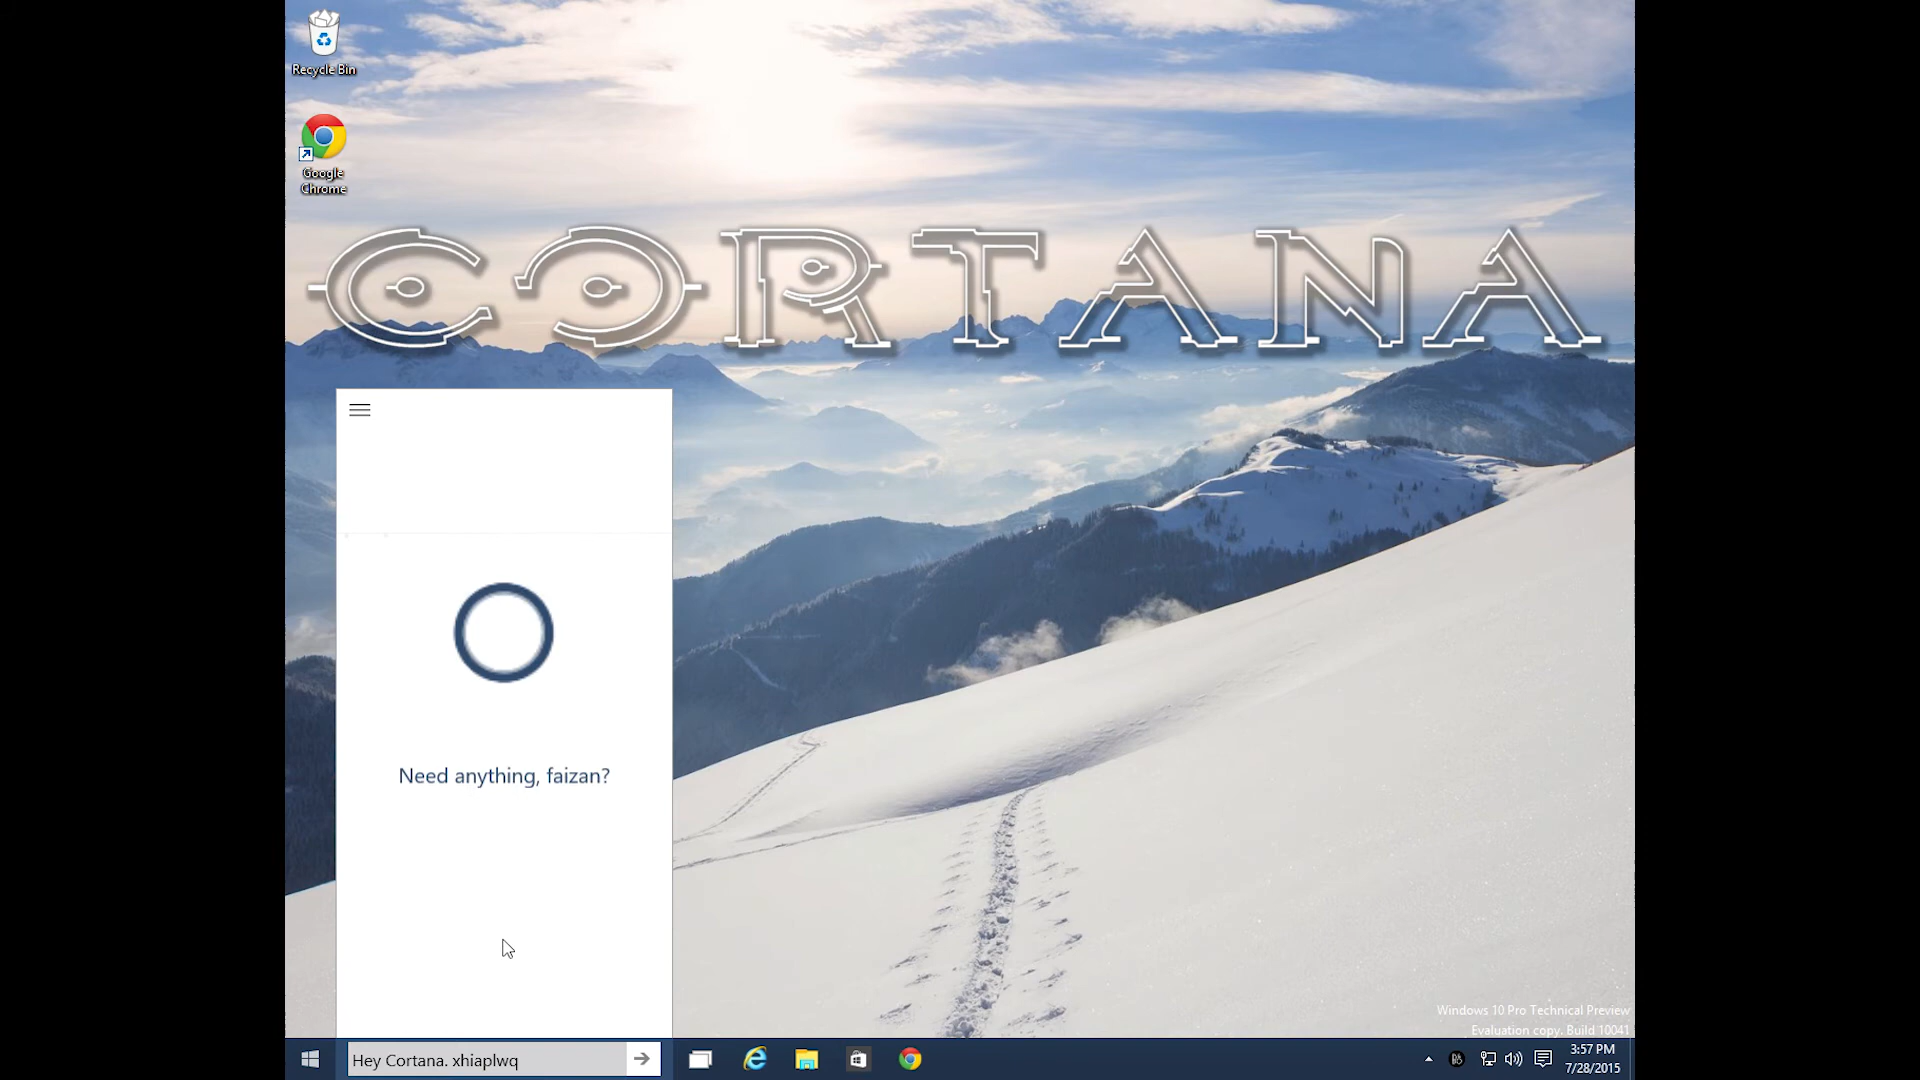 Recycle Bin
Google
Chrome
CORTANA
Need anything, faizan?
Windows 10 Pro Technical Preview
Evaluation copy. Build 10041
Hey Cortana. xhiaplwq
3:57 PM
7/28/2015